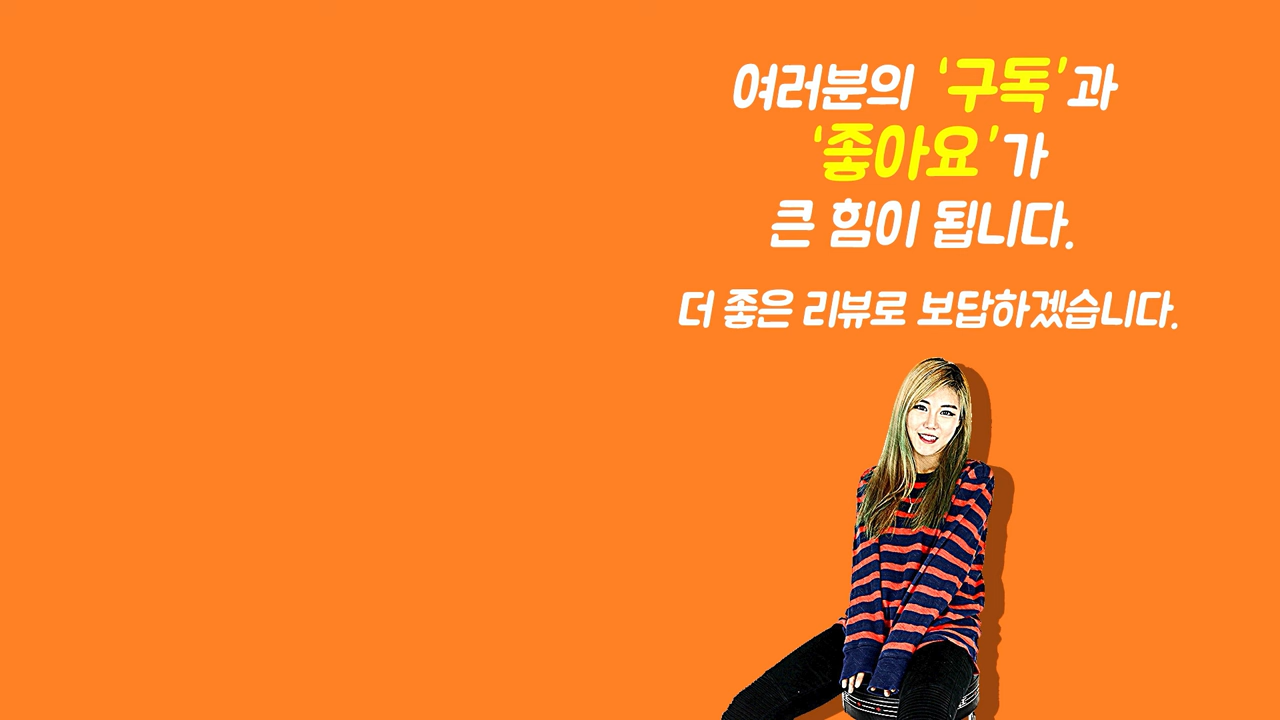 여러분의 '구독'과
'좋아요'가
큰 힘이 됩니다.
더 좋은 리뷰로 보답하겠습니다.